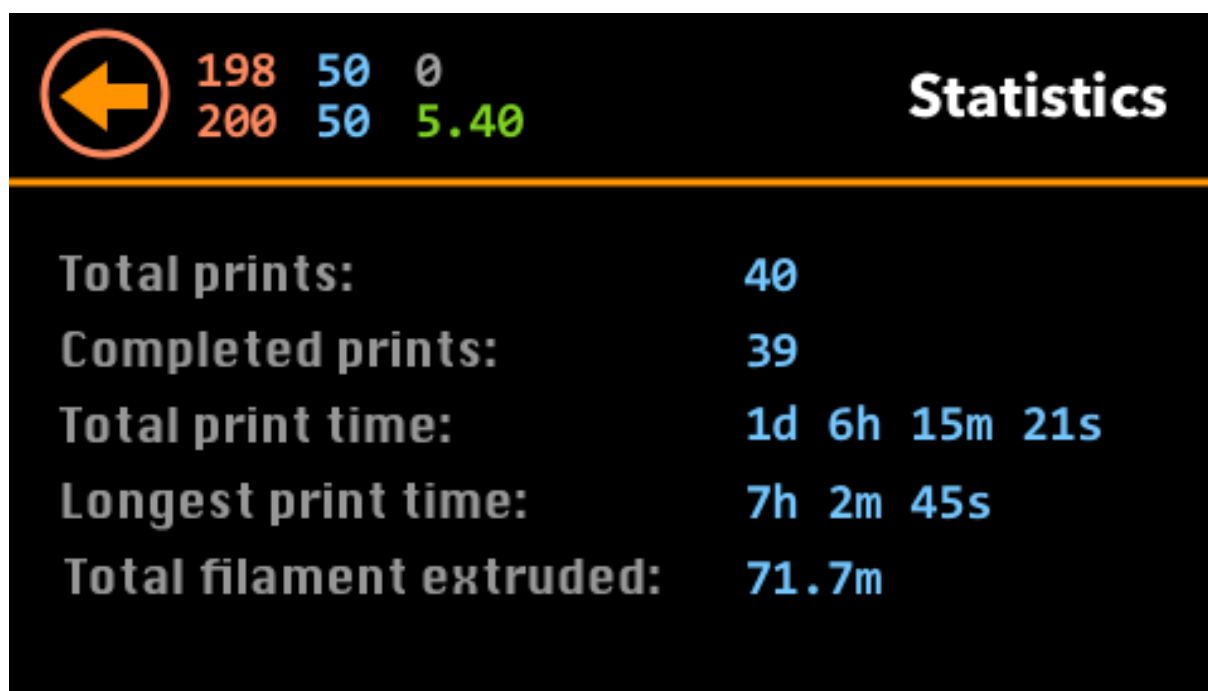 198 50 0
200 50 5.40
Statistics
Total prints: 40
Completed prints: 39
Total print time: 1d 6h 15m 21s
Longest print time: 7h 2m 45s
Total filament extruded: 71.7m